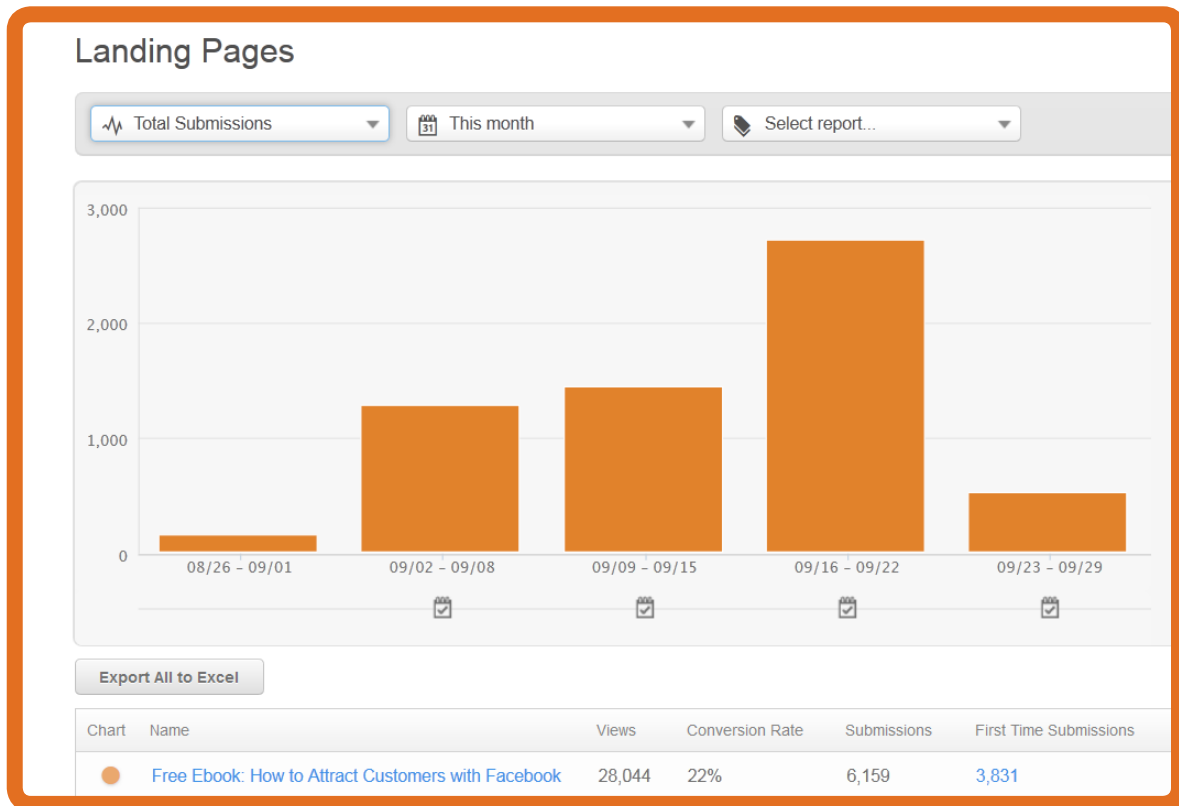 Landing Pages
Total Submissions This month Select report...
31
3,000
2,000
1,000
0
08/26 – 09/01 09/02 – 09/08 09/09 – 09/15 09/16 – 09/22 09/23 – 09/29
Export All to Excel
Chart Name Views Conversion Rate Submissions First Time Submissions
Free Ebook: How to Attract Customers with Facebook 28,044 22% 6,159 3,831